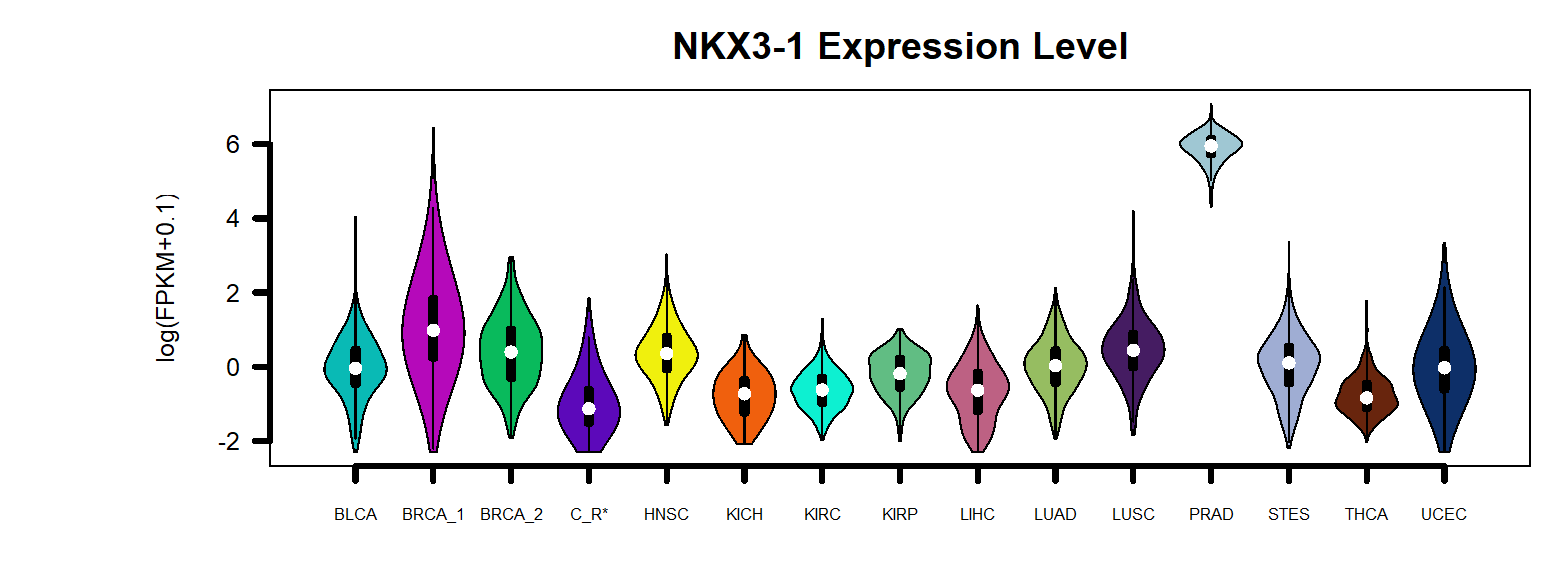 NKX3-1 Expression Level
log(FPKM+0.1)
6
4
2
0
-2
BLCA BRCA_1 BRCA_2 C_R* HNSC KICH KIRC KIRP LIHC LUAD LUSC PRAD STES THCA UCEC